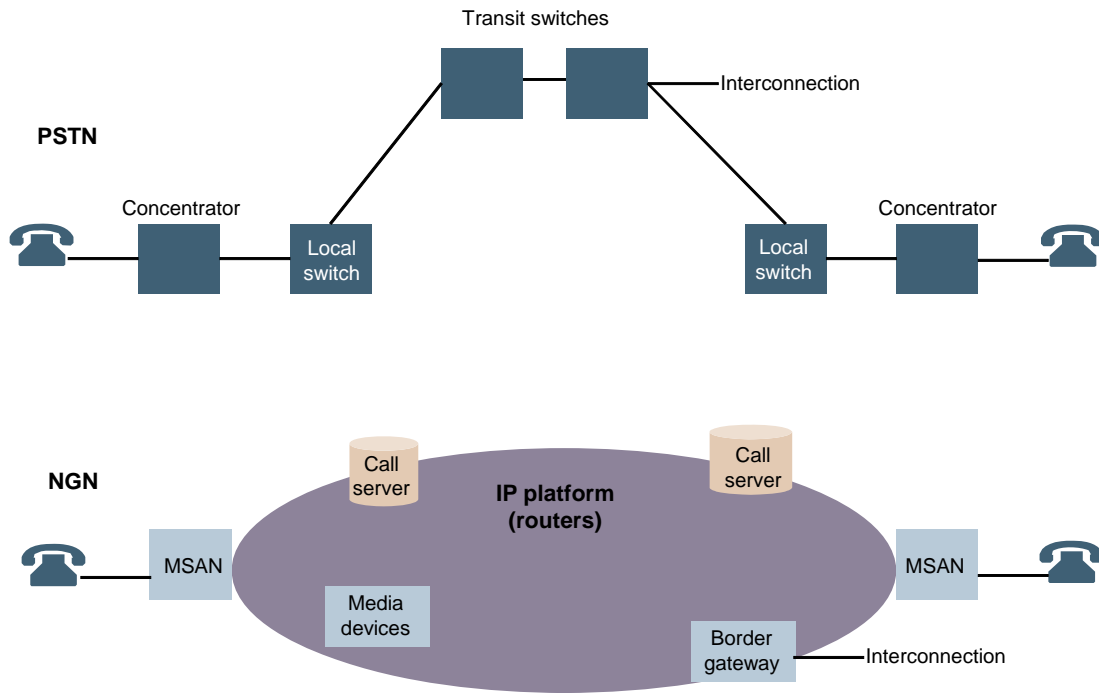 Transit switches
Interconnection
PSTN
Concentrator
Concentrator
Local
switch
Local
switch
NGN
Call
server
Call
server
IP platform
(routers)
MSAN
MSAN
Media
devices
Border
gateway
Interconnection